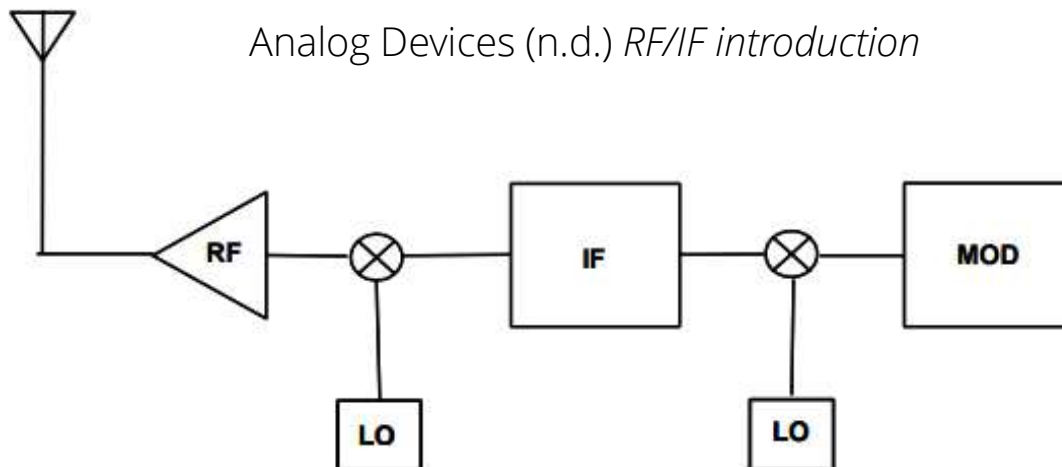 Analog Devices (n.d.) RF/IF introduction
RF
IF
MOD
LO
LO